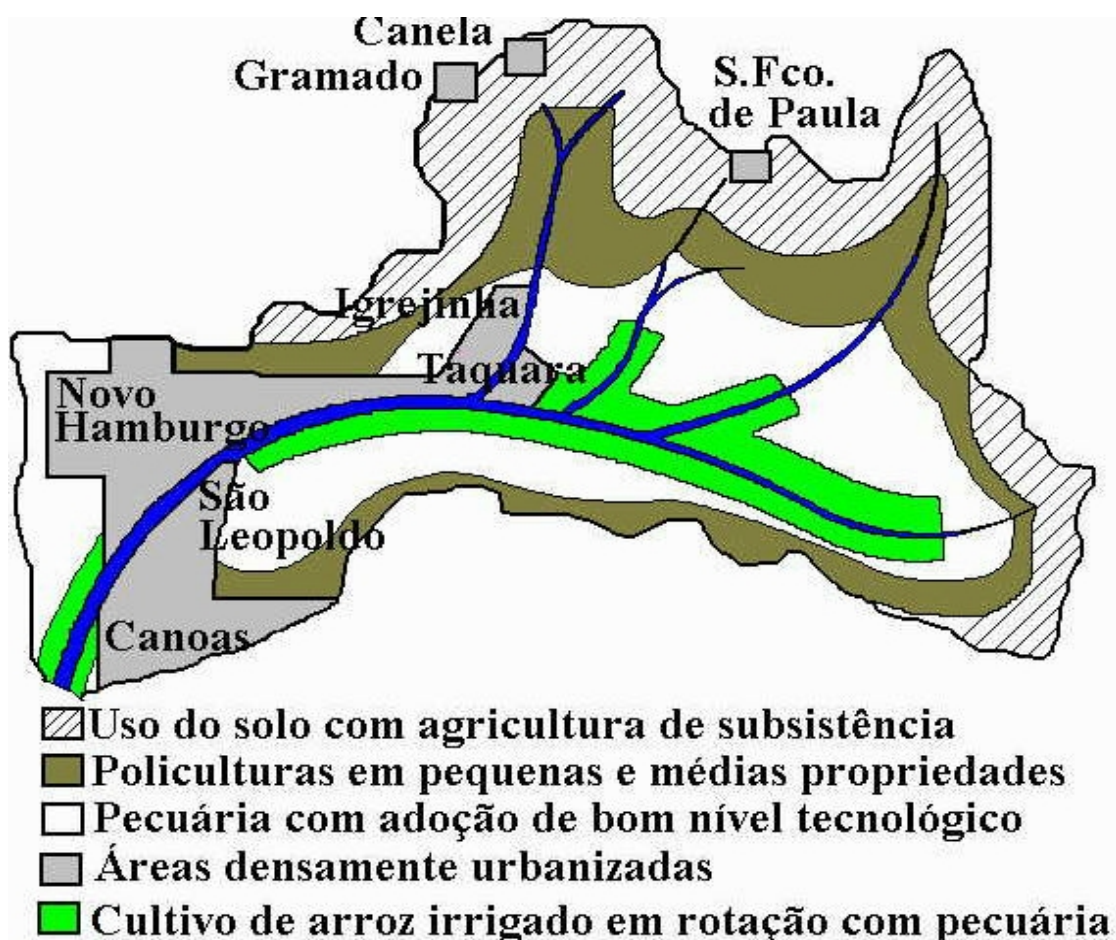 Canela
Gramado
S.Fco.
de Paula
Igrejinha
Taquara
Novo
Hamburgo
São
Leopoldo
Canoas
Uso do solo com agricultura de subsistência
Policulturas em pequenas e médias propriedades
Pecuária com adoção de bom nível tecnológico
Áreas densamente urbanizadas
Cultivo de arroz irrigado em rotação com pecuária